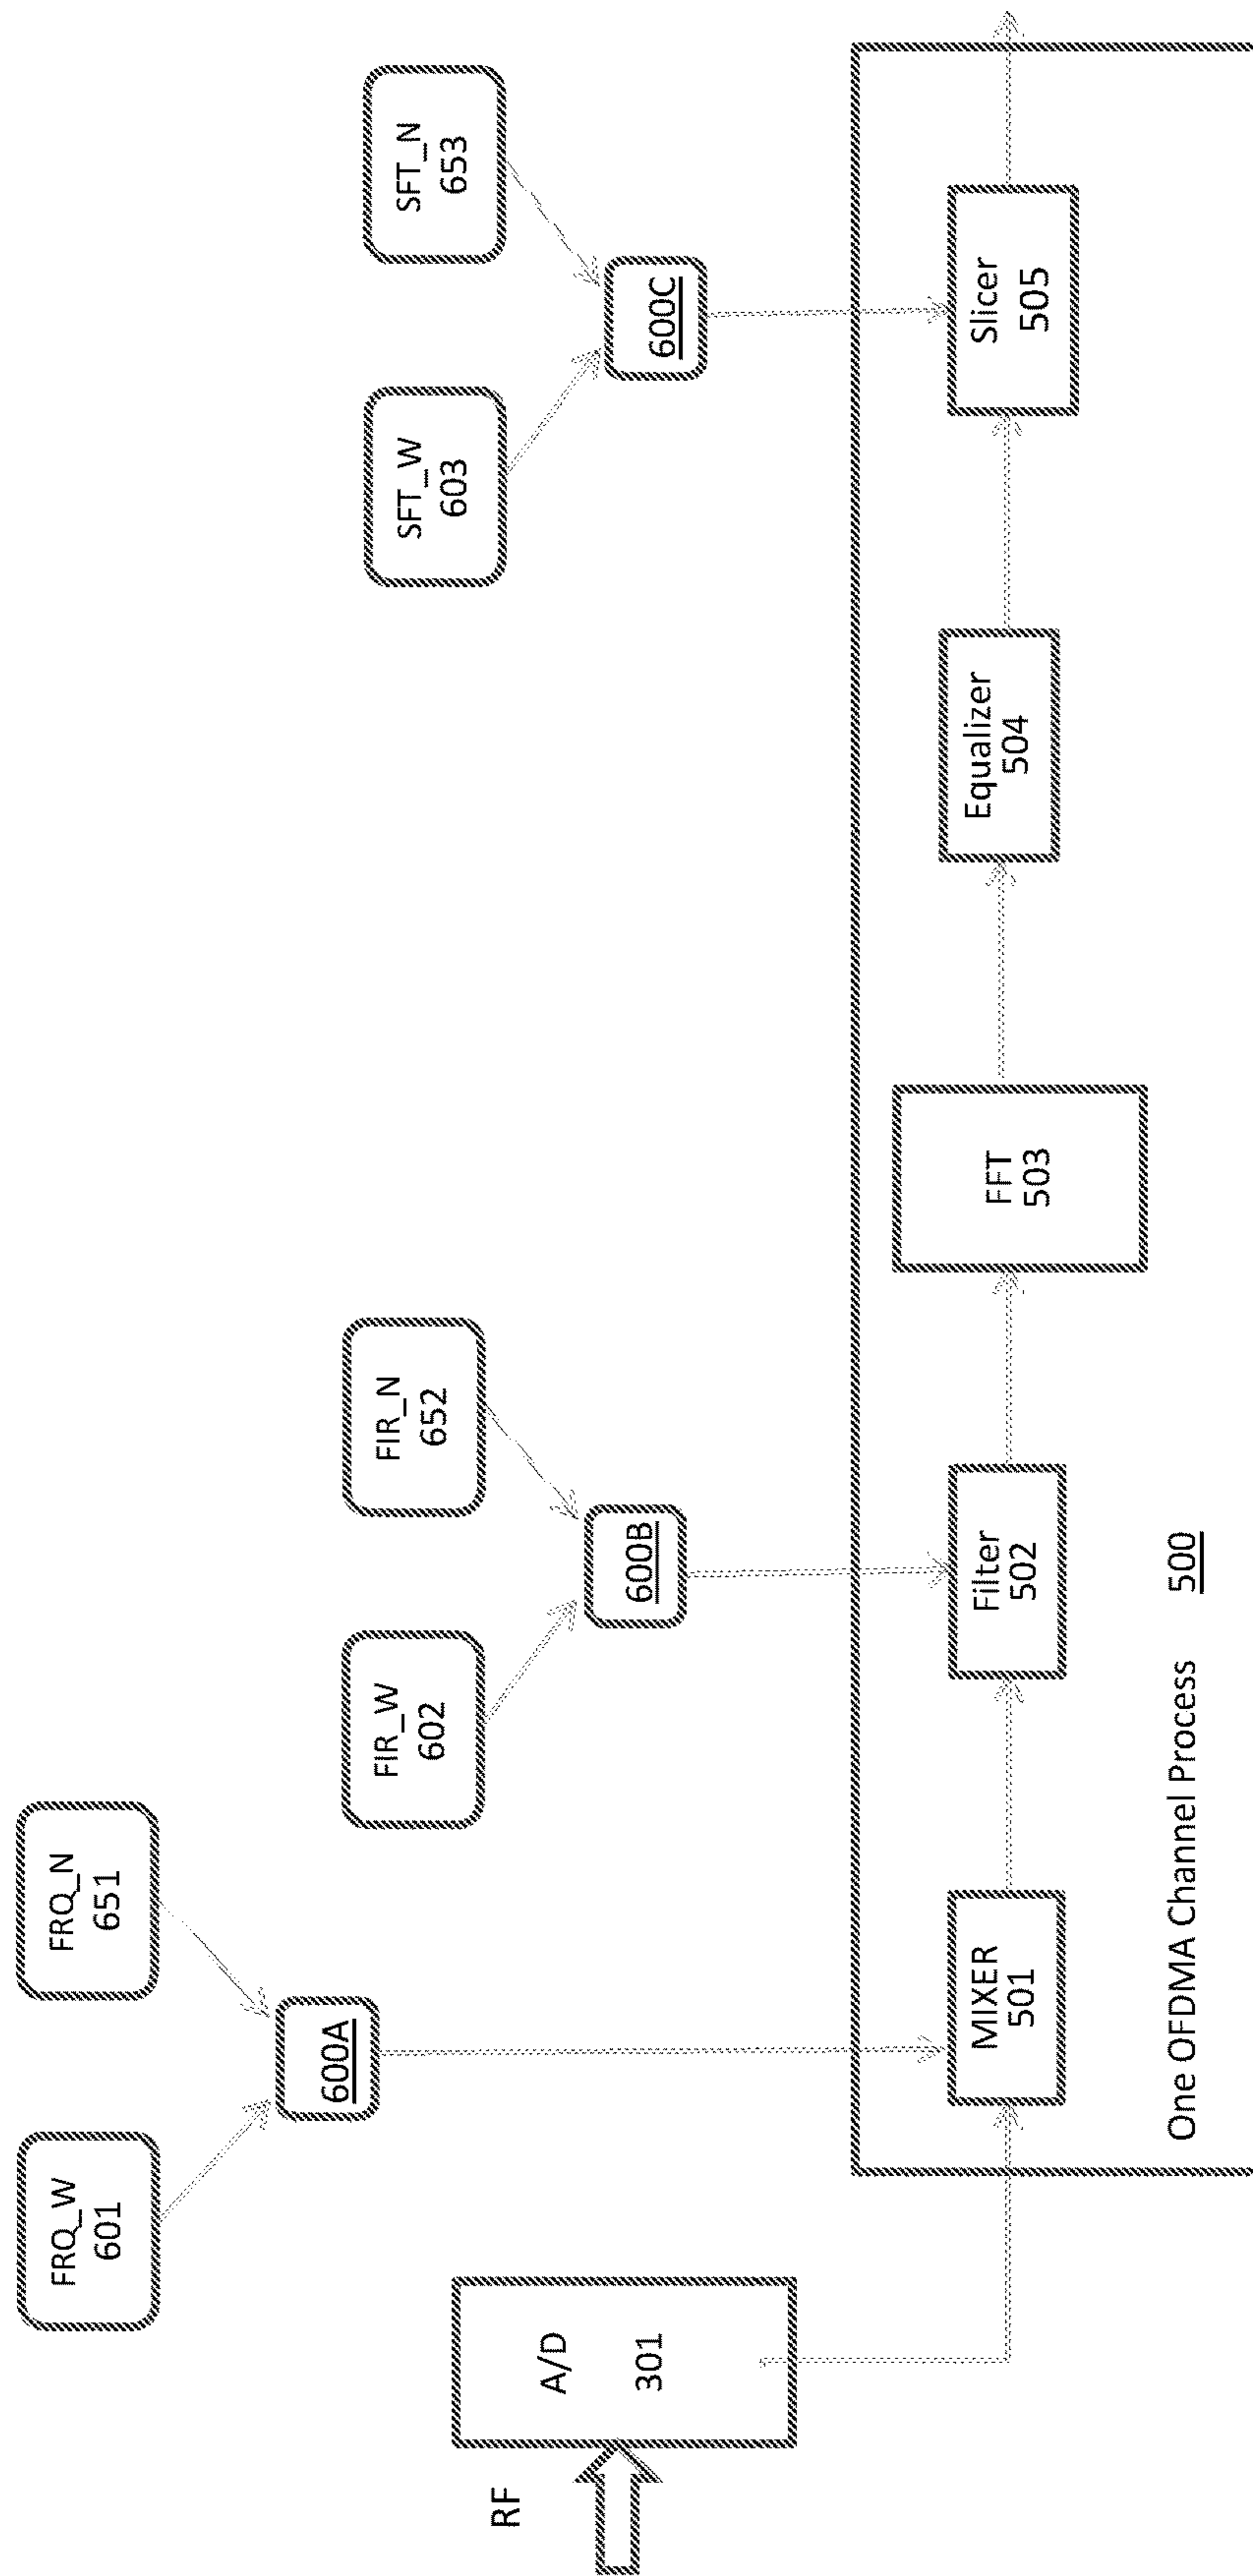 FRQ_W
601
FRQ_N
651
600A
FIR_W
602
FIR_N
652
600B
SFT_W
603
SFT_N
653
600C
RF
A/D
301
MIXER
501
Filter
502
FFT
503
Equalizer
504
Slicer
505
One OFDMA Channel Process 500